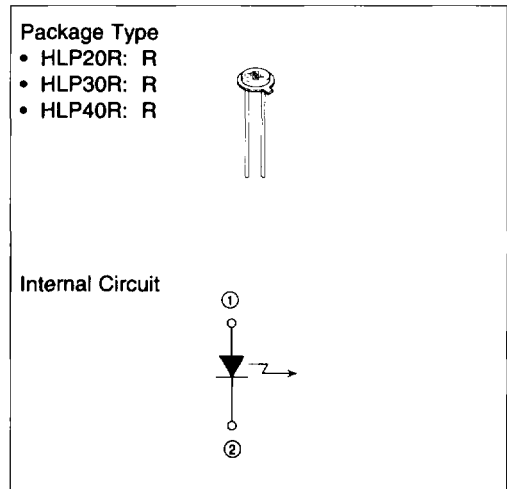 Package Type
• HLP20R: R
• HLP30R: R
• HLP40R: R
Internal Circuit
①
②